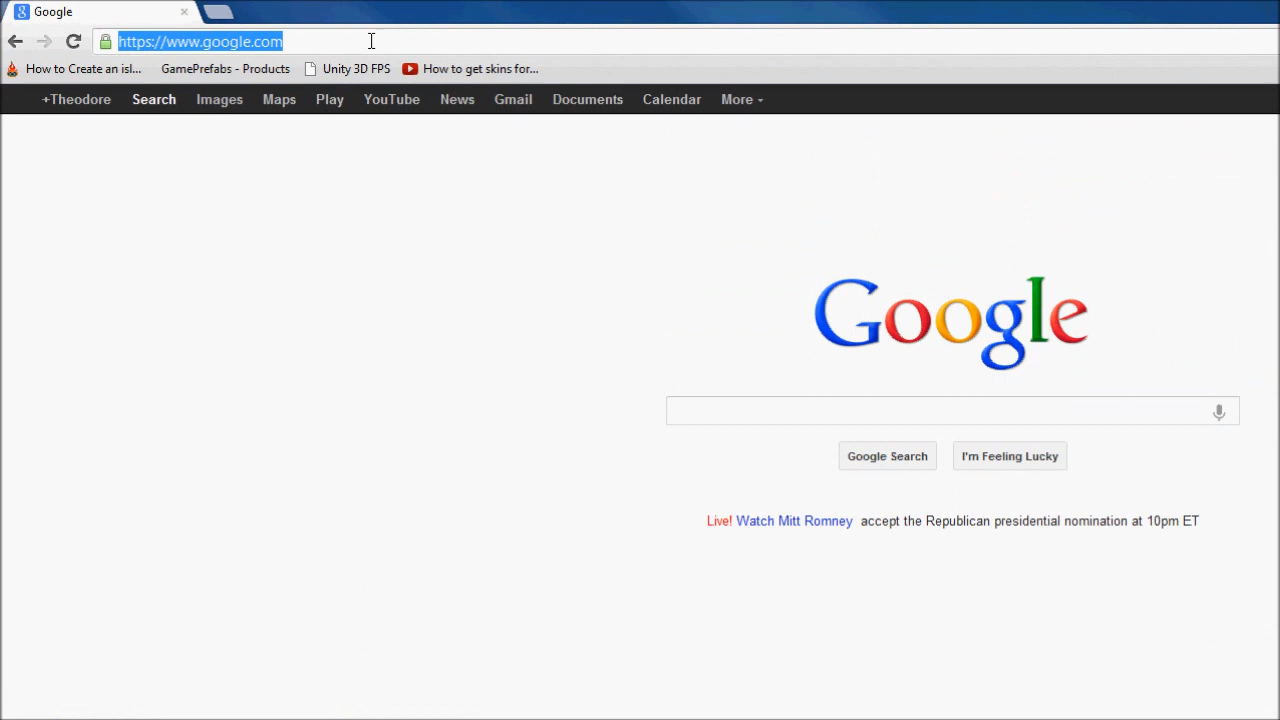 Google
https://www.google.com
How to Create an isl... GamePrefabs - Products Unity 3D FPS How to get skins for...
+Theodore Search Images Maps Play YouTube News Gmail Documents Calendar More
Google
Google Search I'm Feeling Lucky
Live! Watch Mitt Romney accept the Republican presidential nomination at 10pm ET